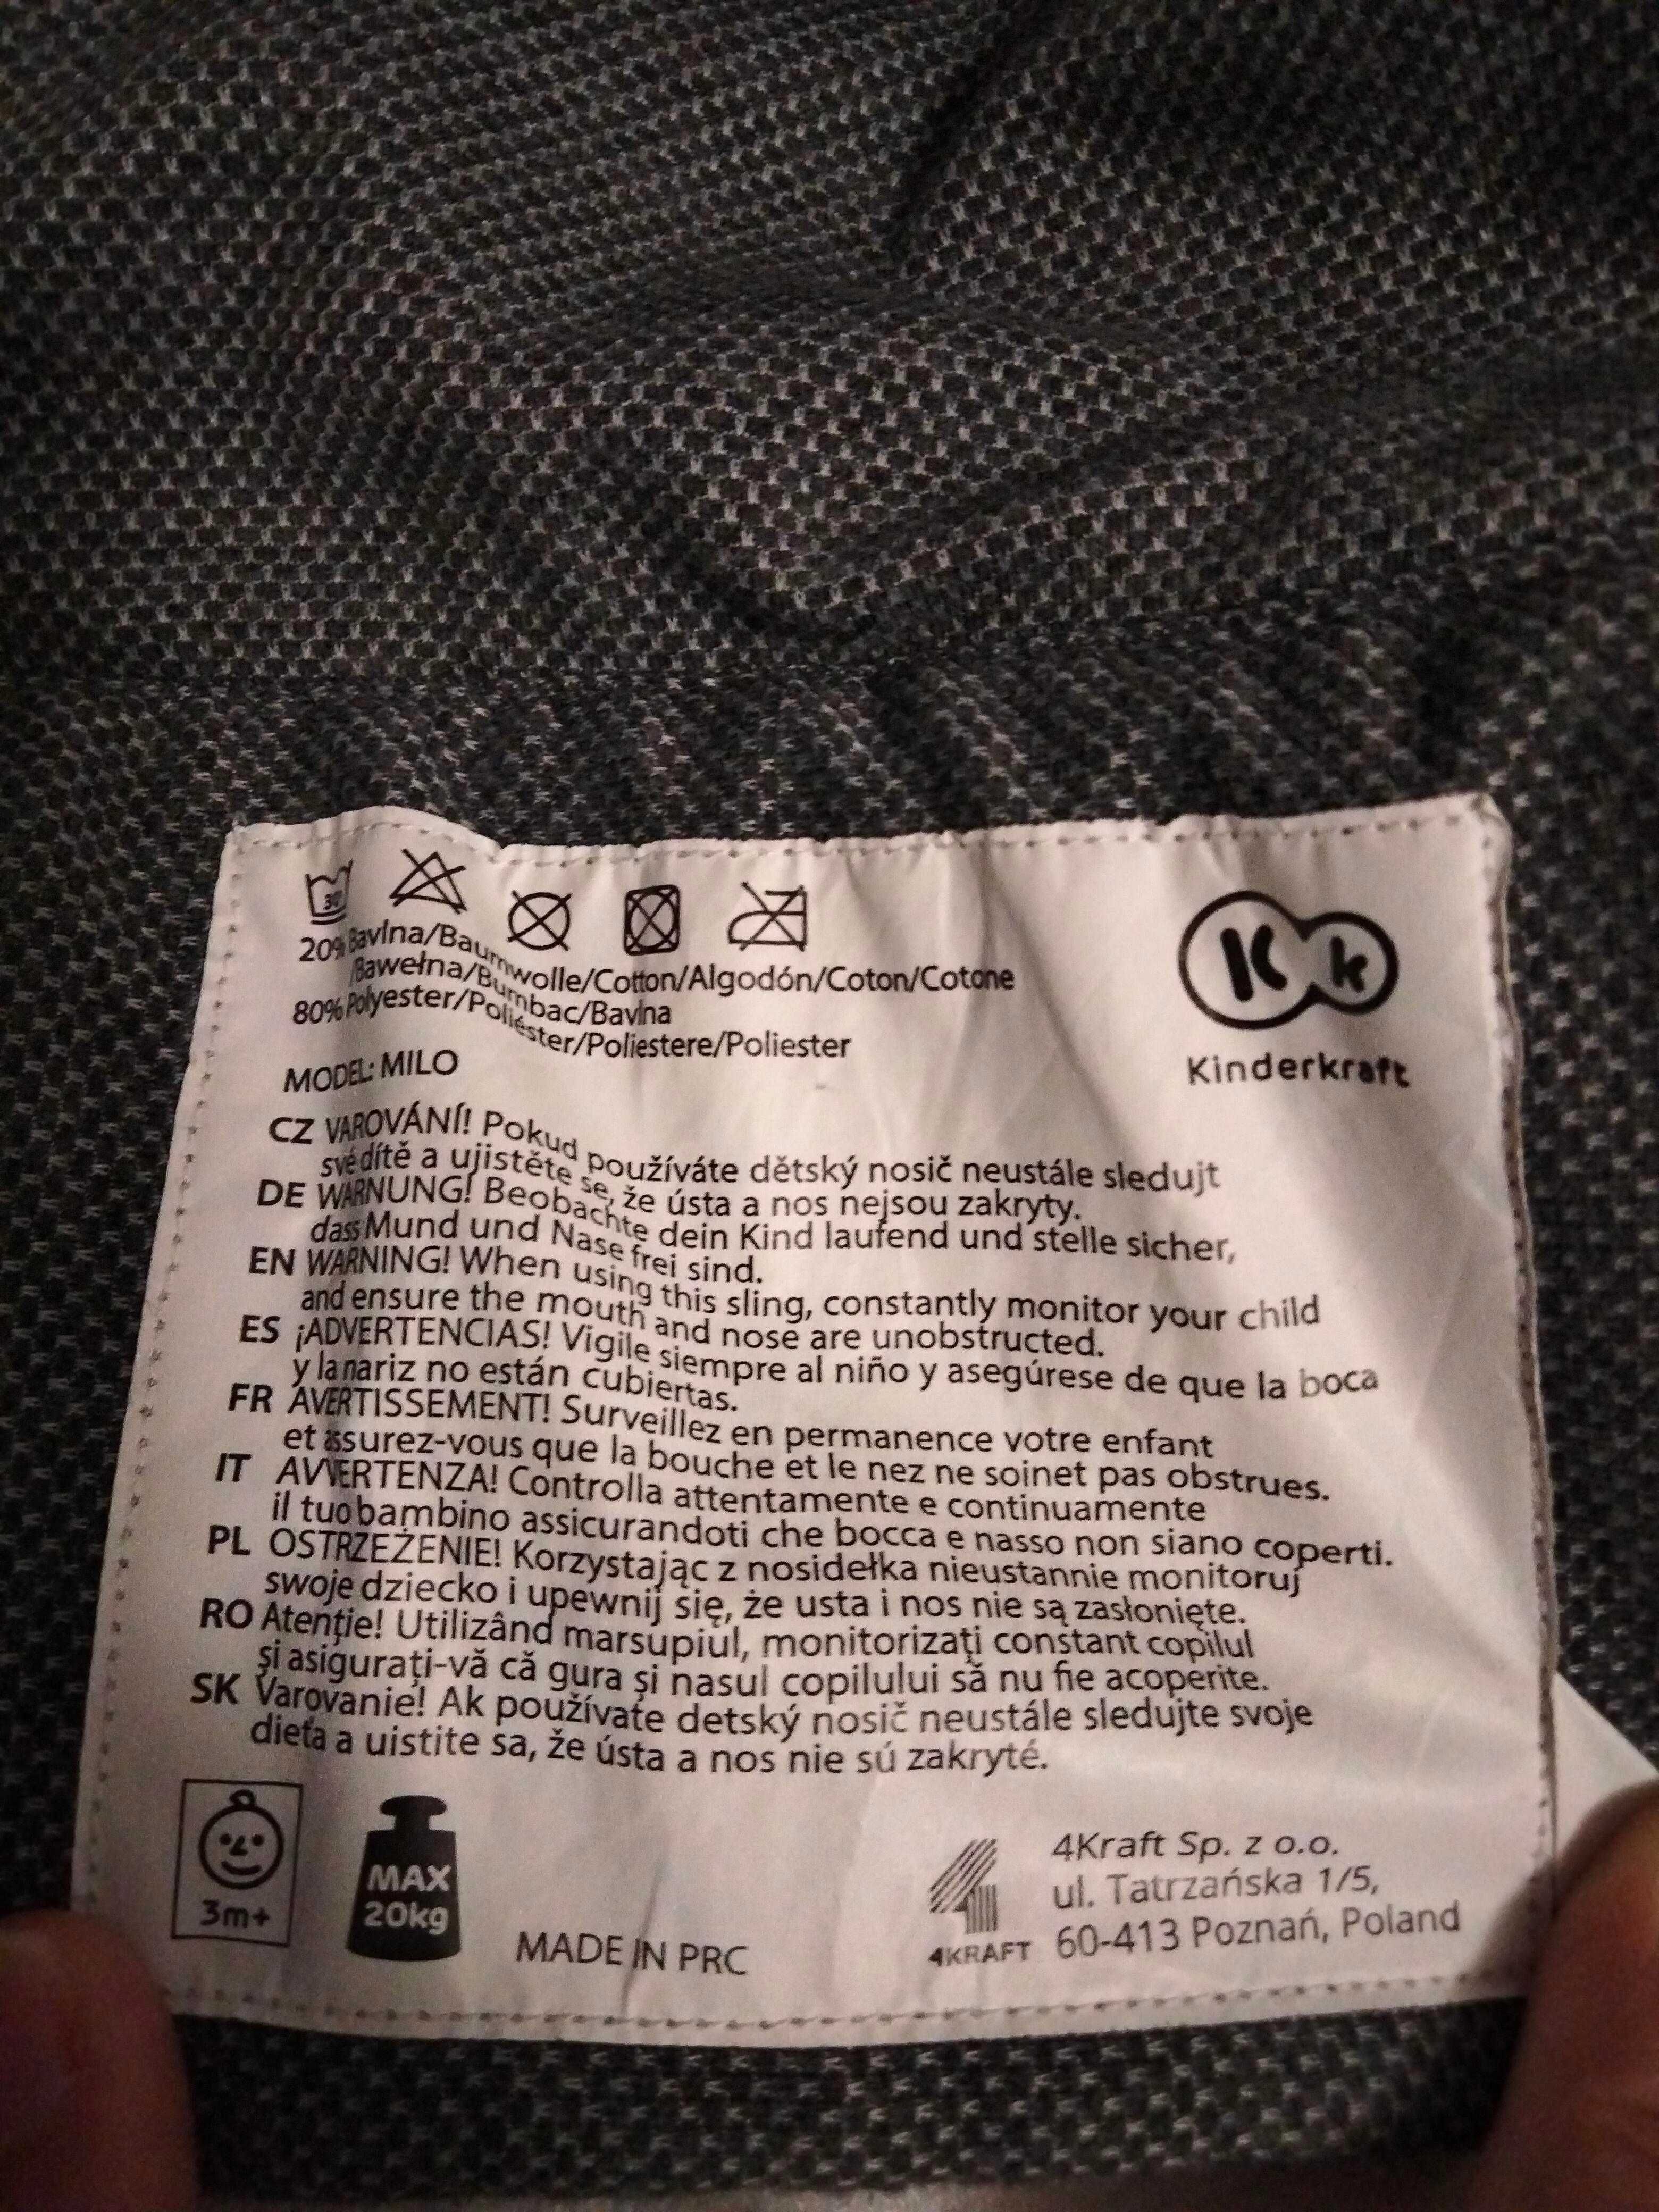 30°
20% Bavlna/Baumwolle/Cotton/Algodón/Coton/Cotone
/Bawełna/Bumbac/Bavlna
80% Polyester/Poliéster/Poliestere/Poliester
Kk
Kinderkraft
MODEL: MILO
CZ VAROVÁNÍ! Pokud používáte dětský nosič neustále sledujt
své dítě a ujistěte se, že ústa a nos nejsou zakryty.
DE WARNUNG! Beobachte dein Kind laufend und stelle sicher,
dass Mund und Nase frei sind.
EN WARNING! When using this sling, constantly monitor your child
and ensure the mouth and nose are unobstructed.
ES ¡ADVERTENCIAS! Vigile siempre al niño y asegúrese de que la boca
y la nariz no están cubiertas.
FR AVERTISSEMENT! Surveillez en permanence votre enfant
et assurez-vous que la bouche et le nez ne soinet pas obstrues.
IT AVVERTENZA! Controlla attentamente e continuamente
il tuo bambino assicurandoti che bocca e nasso non siano coperti.
PL OSTRZEŻENIE! Korzystając z nosidełka nieustannie monitoruj
swoje dziecko i upewnij się, że usta i nos nie są zasłonięte.
RO Atenţie! Utilizând marsupiul, monitorizaţi constant copilul
şi asiguraţi-vă că gura şi nasul copilului să nu fie acoperite.
SK Varovanie! Ak používate detský nosič neustále sledujte svoje
dieťa a uistite sa, že ústa a nos nie sú zakryté.
3m+
MAX
20kg
MADE IN PRC
4KRAFT
4Kraft Sp. z o.o.
ul. Tatrzańska 1/5,
60-413 Poznań, Poland